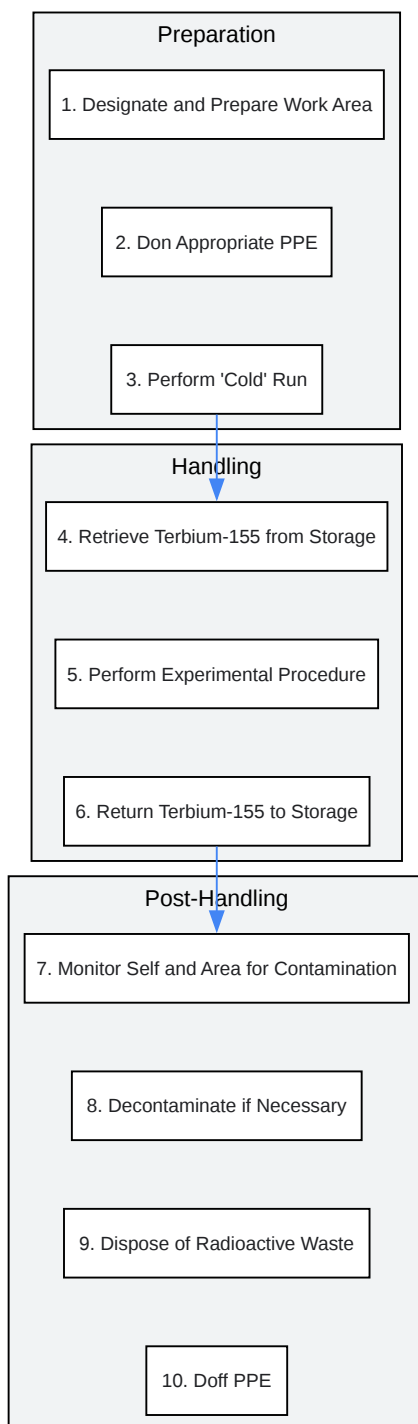 Preparation
1. Designate and Prepare Work Area
2. Don Appropriate PPE
3. Perform 'Cold' Run
Handling
4. Retrieve Terbium-155 from Storage
5. Perform Experimental Procedure
6. Return Terbium-155 to Storage
Post-Handling
7. Monitor Self and Area for Contamination
8. Decontaminate if Necessary
9. Dispose of Radioactive Waste
10. Doff PPE